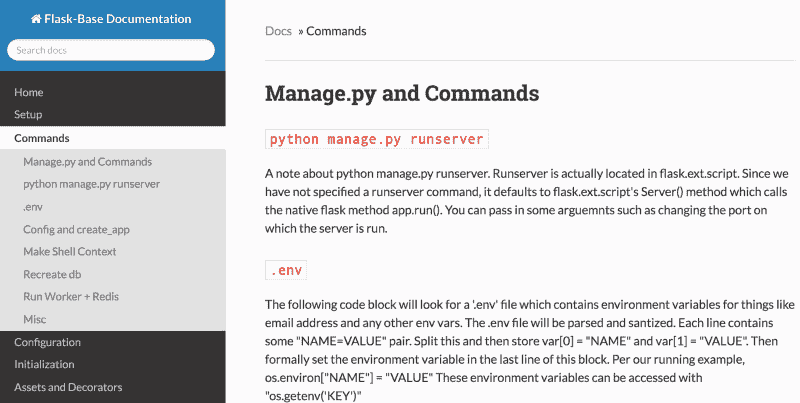 Flask-Base Documentation
Search docs
Home
Setup
Commands
Manage.py and Commands
python manage.py runserver
.env
Config and create_app
Make Shell Context
Recreate db
Run Worker + Redis
Misc
Configuration
Initialization
Assets and Decorators
Docs » Commands
Manage.py and Commands
python manage.py runserver
A note about python manage.py runserver. Runserver is actually located in flask.ext.script. Since we
have not specified a runserver command, it defaults to flask.ext.script's Server() method which calls
the native flask method app.run(). You can pass in some arguemnts such as changing the port on
which the server is run.
.env
The following code block will look for a '.env' file which contains environment variables for things like
email address and any other env vars. The .env file will be parsed and santized. Each line contains
some "NAME=VALUE" pair. Split this and then store var[0] = "NAME" and var[1] = "VALUE". Then
formally set the environment variable in the last line of this block. Per our running example,
os.environ["NAME"] = "VALUE" These environment variables can be accessed with
"os.getenv('KEY')"